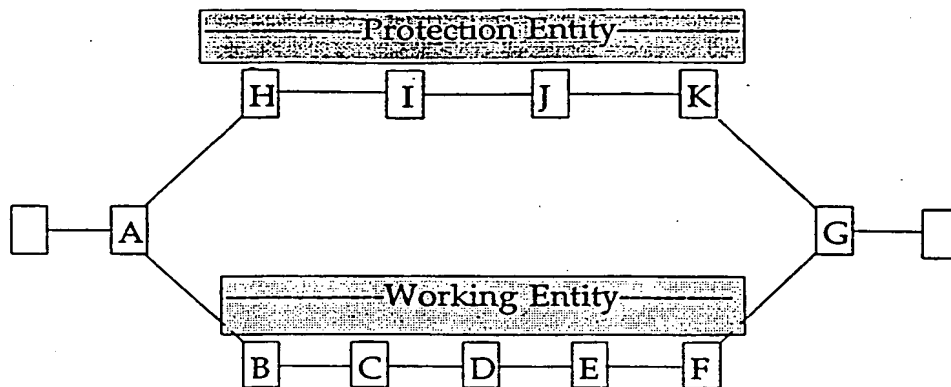 Protection Entity
H I J K
A G
Working Entity
B C D E F